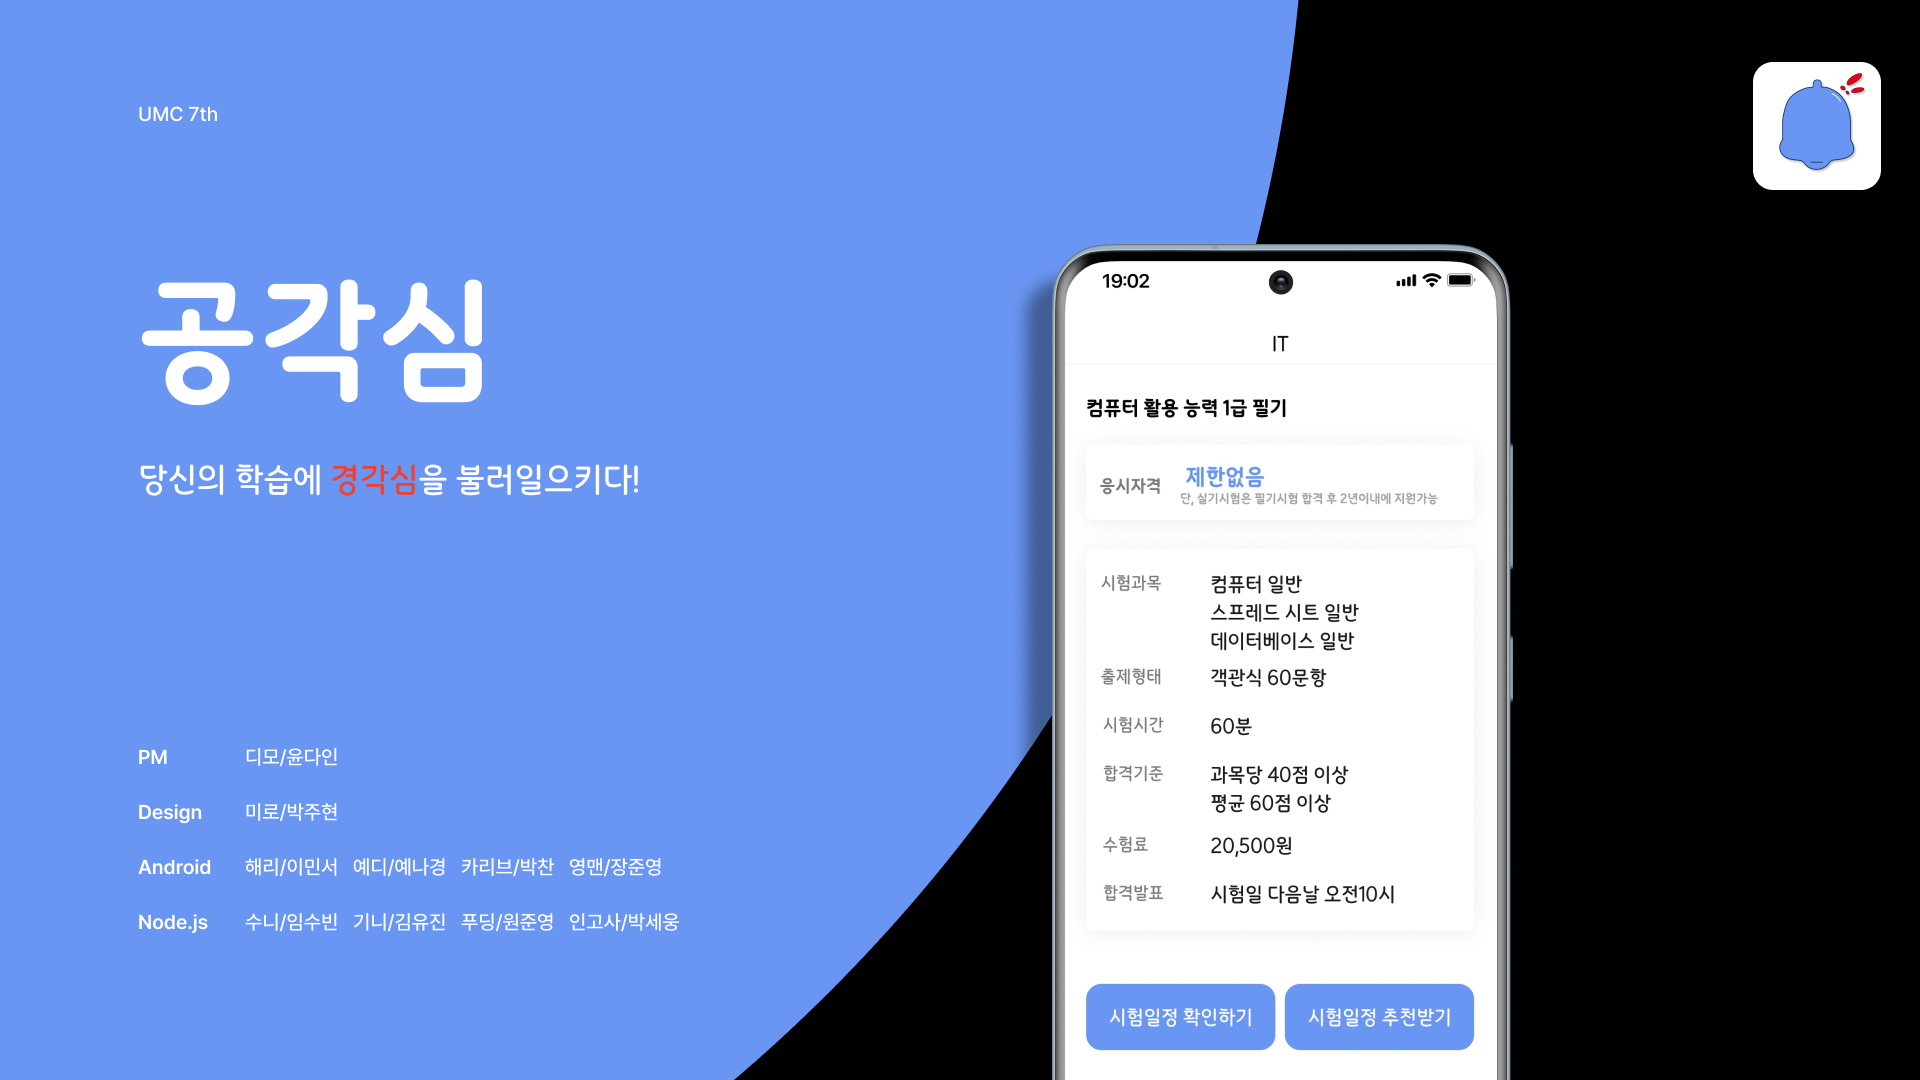 UMC 7th
공각심
당신의 학습에 경각심을 불러일으키다!
PM 디모/윤다인
Design 미로/박주현
Android 해리/이민서 예디/예나경 카리브/박찬 영맨/장준영
Node.js 수니/임수빈 기니/김유진 푸딩/원준영 인고사/박세웅
19:02
IT
컴퓨터 활용 능력 1급 필기
응시자격 제한없음
단, 실기시험은 필기시험 합격 후 2년이내에 지원가능
시험과목 컴퓨터 일반
스프레드 시트 일반
데이터베이스 일반
출제형태 객관식 60문항
시험시간 60분
합격기준 과목당 40점 이상
평균 60점 이상
수험료 20,500원
합격발표 시험일 다음날 오전10시
시험일정 확인하기 시험일정 추천받기